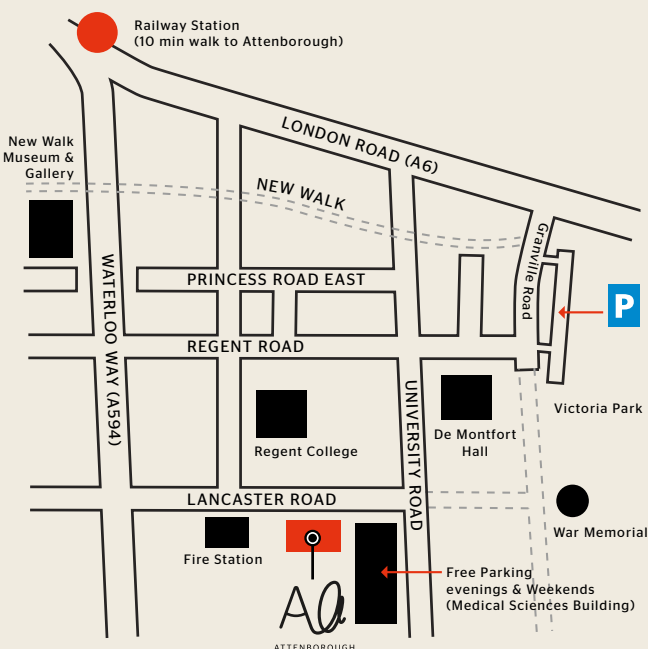 Railway Station
(10 min walk to Attenborough)
LONDON ROAD (A6)
New Walk
Museum &
Gallery
NEW WALK
Granville Road
WATERLOO WAY (A594)
PRINCESS ROAD EAST
P
REGENT ROAD
UNIVERSITY ROAD
Victoria Park
De Montfort
Hall
Regent College
LANCASTER ROAD
War Memorial
Fire Station
Free Parking
evenings & Weekends
(Medical Sciences Building)
Aa
ATTENBOROUGH